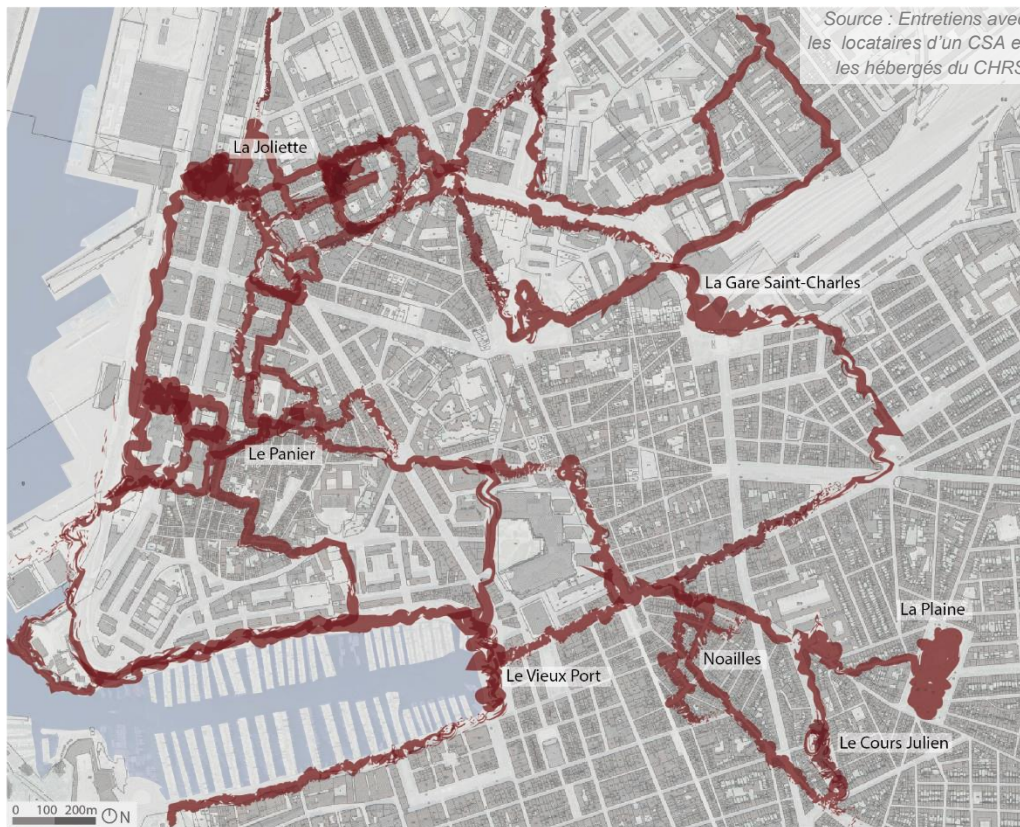 Source : Entretiens avec
les locataires d'un CSA e
les hébergés du CHRS
La Joliette
La Gare Saint-Charles
Le Panier
La Plaine
Noailles
Le Vieux Port
Le Cours Julien
0 100 200m N